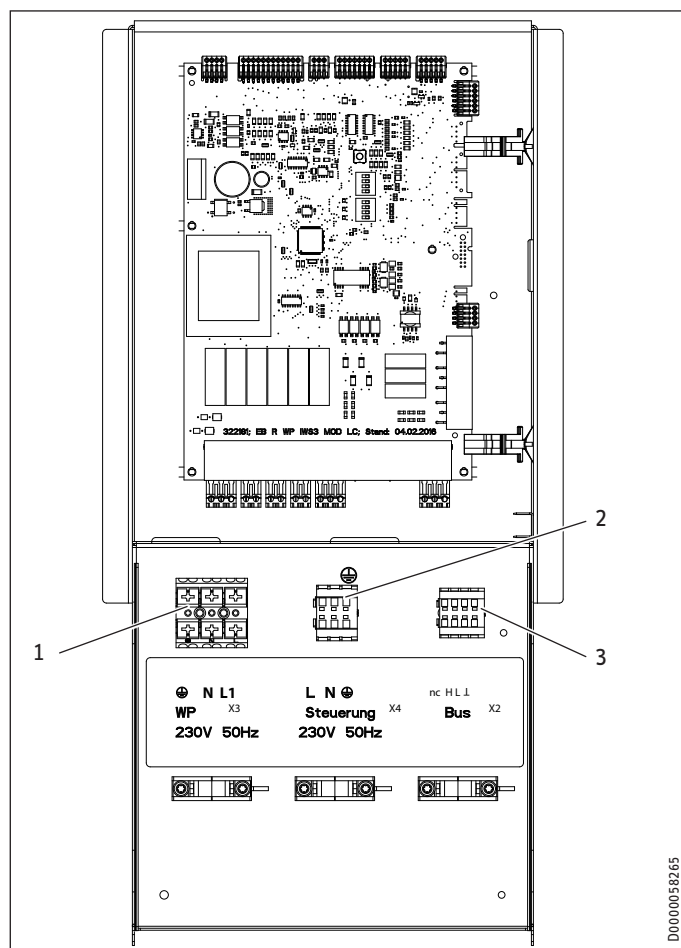 322161; EB R WP IWS3 MOD LC; Stand: 04.02.2016
2
1
3
N L1
WP X3
230V 50Hz
L N
Steuerung X4
230V 50Hz
nc H L ⊥
Bus X2
D0000058265